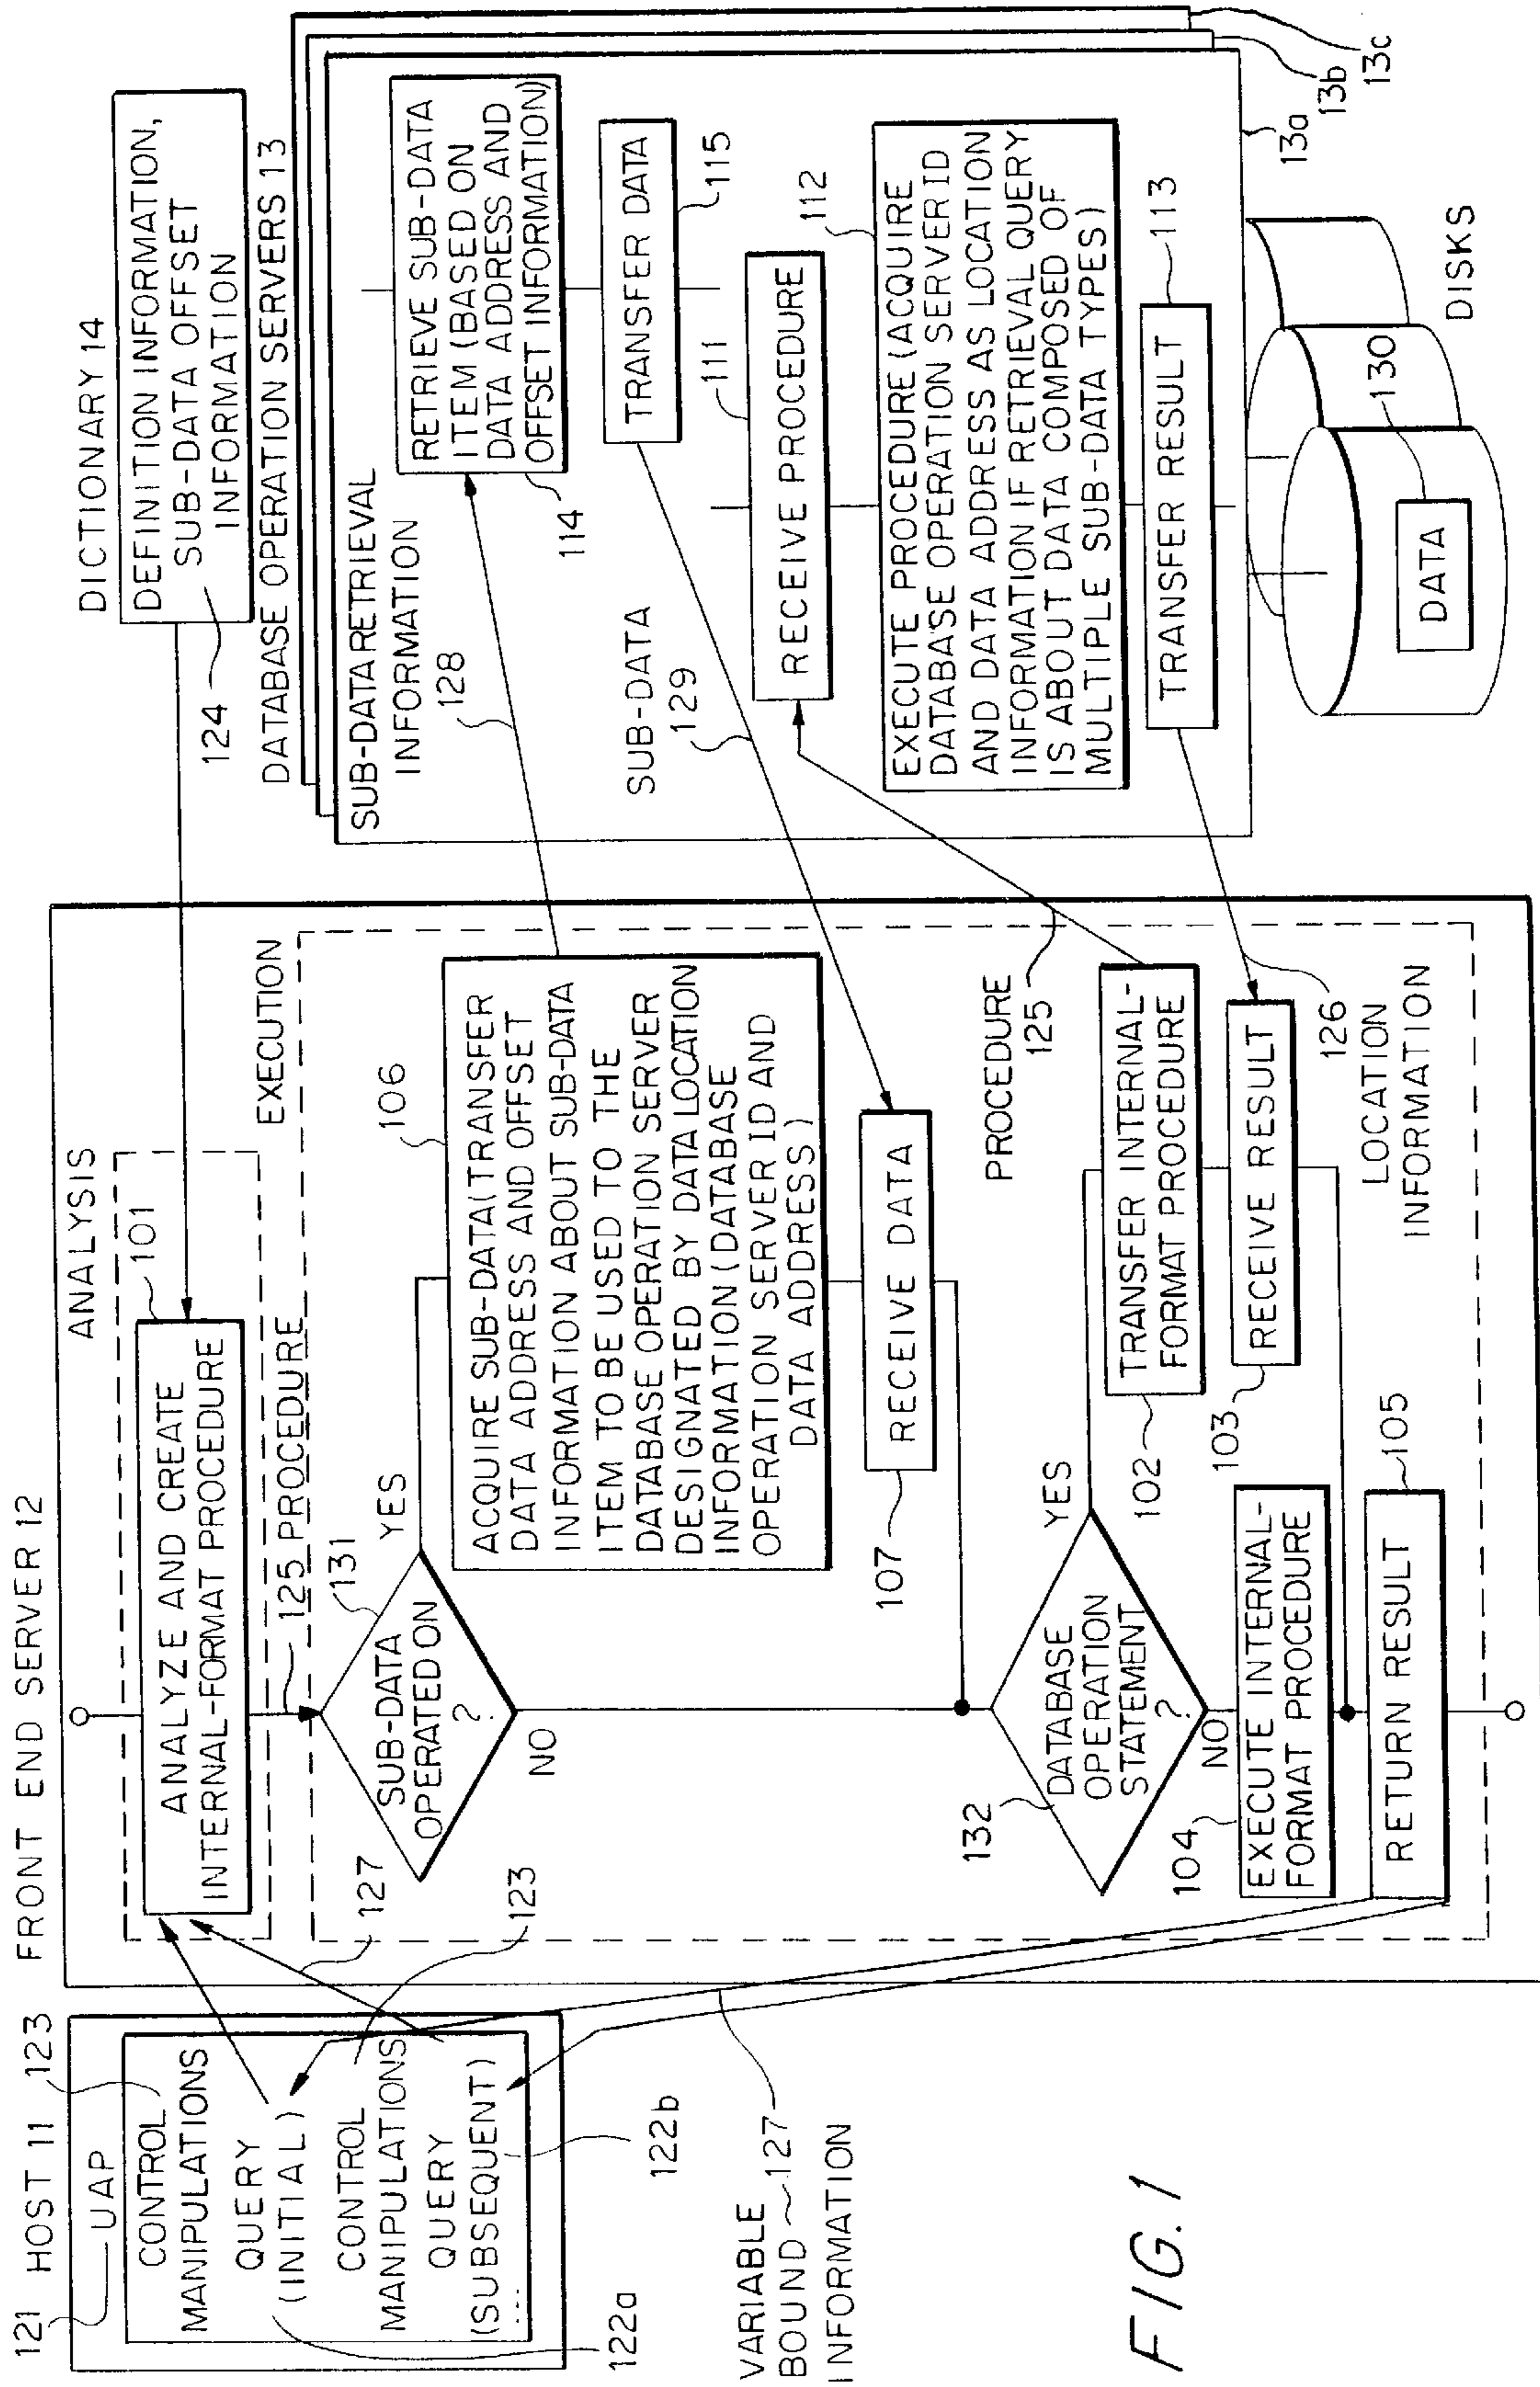 121
HOST 11
123
UAP
CONTROL
MANIPULATIONS
QUERY
(INITIAL)
CONTROL
MANIPULATIONS
QUERY
(SUBSEQUENT)
...
122a
122b
127
123
VARIABLE
BOUND ~127
INFORMATION
FRONT END SERVER 12
ANALYSIS
101
ANALYZE AND CREATE
INTERNAL-FORMAT PROCEDURE
125 PROCEDURE
EXECUTION
131
SUB-DATA
OPERATED ON
?
YES
NO
106
ACQUIRE SUB-DATA(TRANSFER
DATA ADDRESS AND OFFSET
INFORMATION ABOUT SUB-DATA
ITEM TO BE USED TO THE
DATABASE OPERATION SERVER
DESIGNATED BY DATA LOCATION
INFORMATION (DATABASE
OPERATION SERVER ID AND
DATA ADDRESS)
RECEIVE DATA
107
132
DATABASE
OPERATION
STATEMENT
?
YES
NO
PROCEDURE
125
TRANSFER INTERNAL-
FORMAT PROCEDURE
102
RECEIVE RESULT
103
126
LOCATION
INFORMATION
104
EXECUTE INTERNAL-
FORMAT PROCEDURE
RETURN RESULT
105
DICTIONARY 14
DEFINITION INFORMATION,
SUB-DATA OFFSET
INFORMATION
124
DATABASE OPERATION SERVERS 13
SUB-DATA RETRIEVAL
INFORMATION
128
RETRIEVE SUB-DATA
ITEM (BASED ON
DATA ADDRESS AND
OFFSET INFORMATION)
114
SUB-DATA
129
TRANSFER DATA
115
111
RECEIVE PROCEDURE
112
EXECUTE PROCEDURE (ACQUIRE
DATABASE OPERATION SERVER ID
AND DATA ADDRESS AS LOCATION
INFORMATION IF RETRIEVAL QUERY
IS ABOUT DATA COMPOSED OF
MULTIPLE SUB-DATA TYPES)
TRANSFER RESULT
113
13a
13b
13c
DATA
130
DISKS
FIG. 1